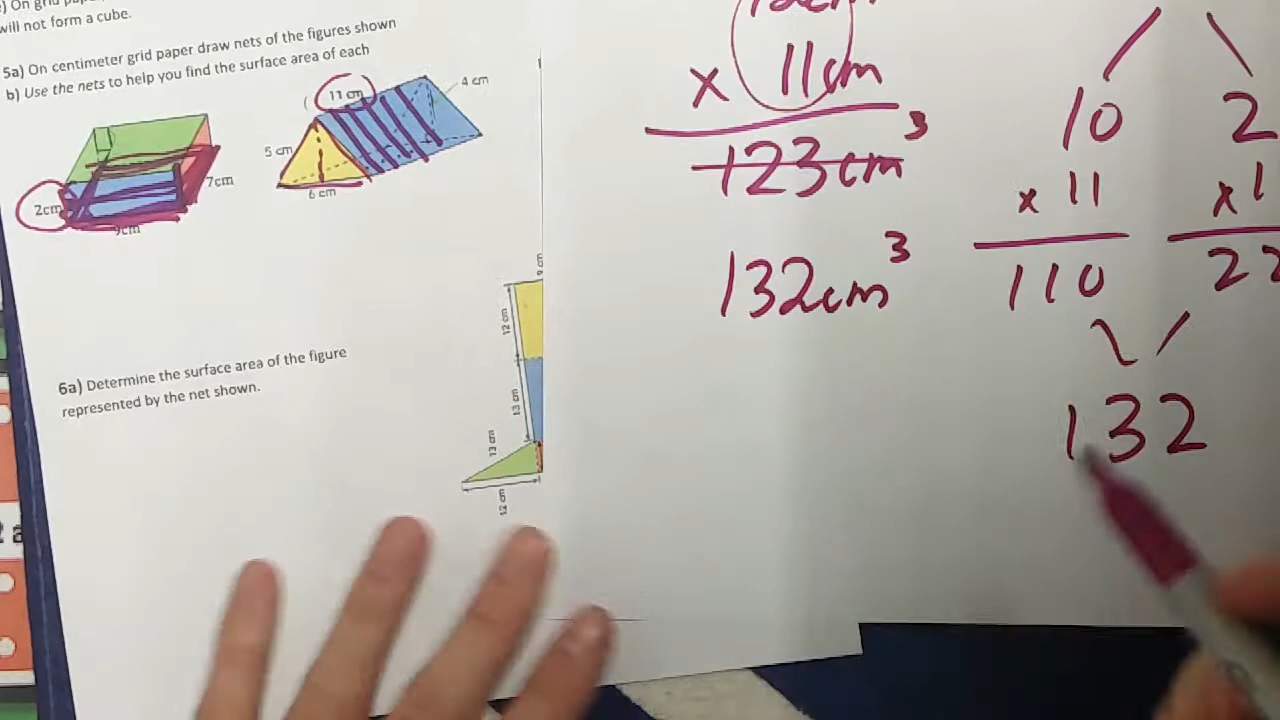 On grid
will not form a cube.
5a) On centimeter grid paper draw nets of the figures shown
b) Use the nets to help you find the surface area of each
11 cm
4 cm
5 cm
6 cm
2cm
7cm
9cm
6a) Determine the surface area of the figure
represented by the net shown.
12 cm
13 cm
13 cm
12 cm
x 11cm
123cm³
132cm³
10
x 11
110
2
x 1
22
132